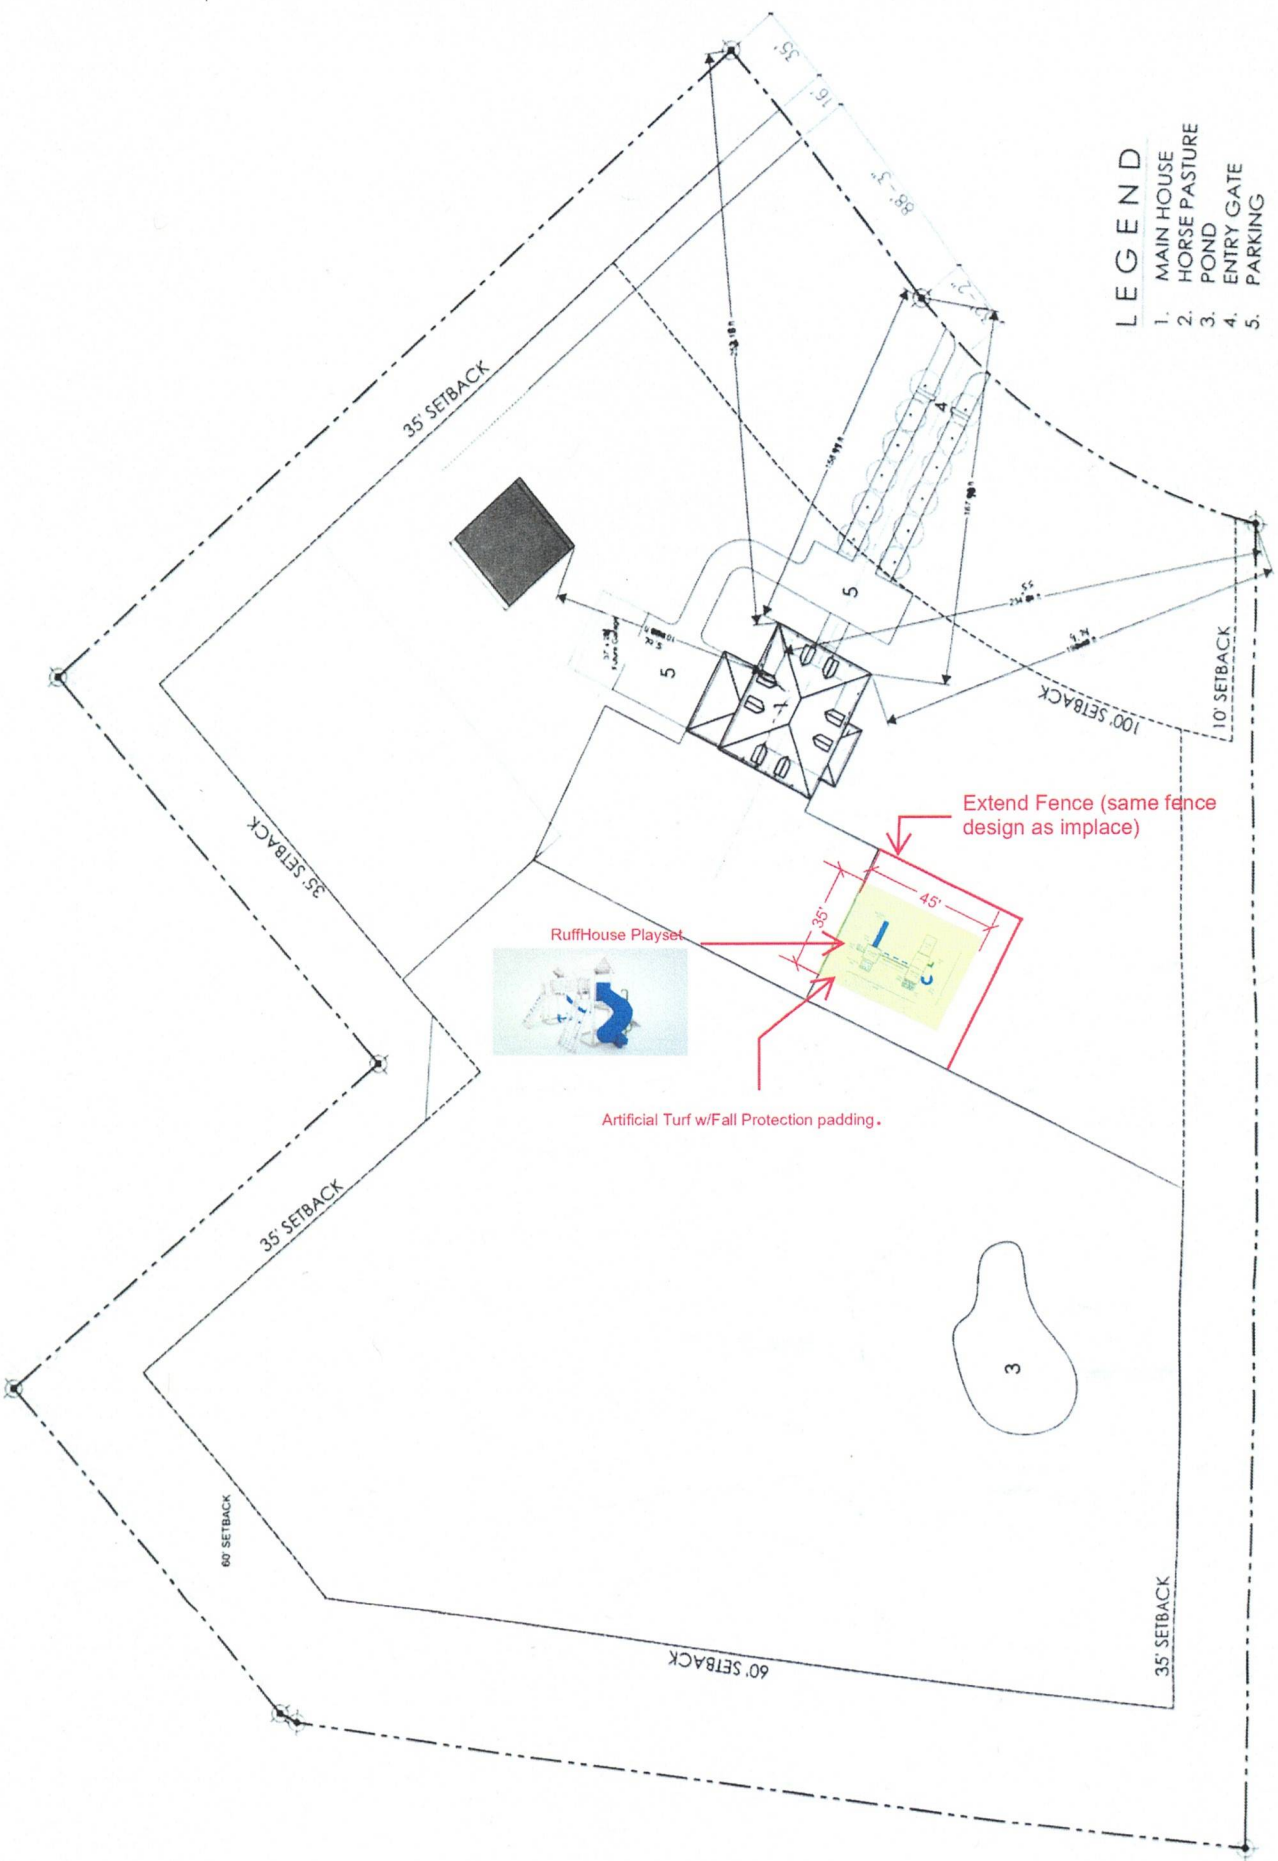 35'
16'
88'-3"
LEGEND
1. MAIN HOUSE
2. HORSE PASTURE
3. POND
4. ENTRY GATE
5. PARKING
35' SETBACK
4
5
5
1
100' SETBACK
10' SETBACK
35' SETBACK
Extend Fence (same fence
design as implace)
35'
45'
RuffHouse Playset
Artificial Turf w/Fall Protection padding.
35' SETBACK
3
60' SETBACK
60' SETBACK
35' SETBACK